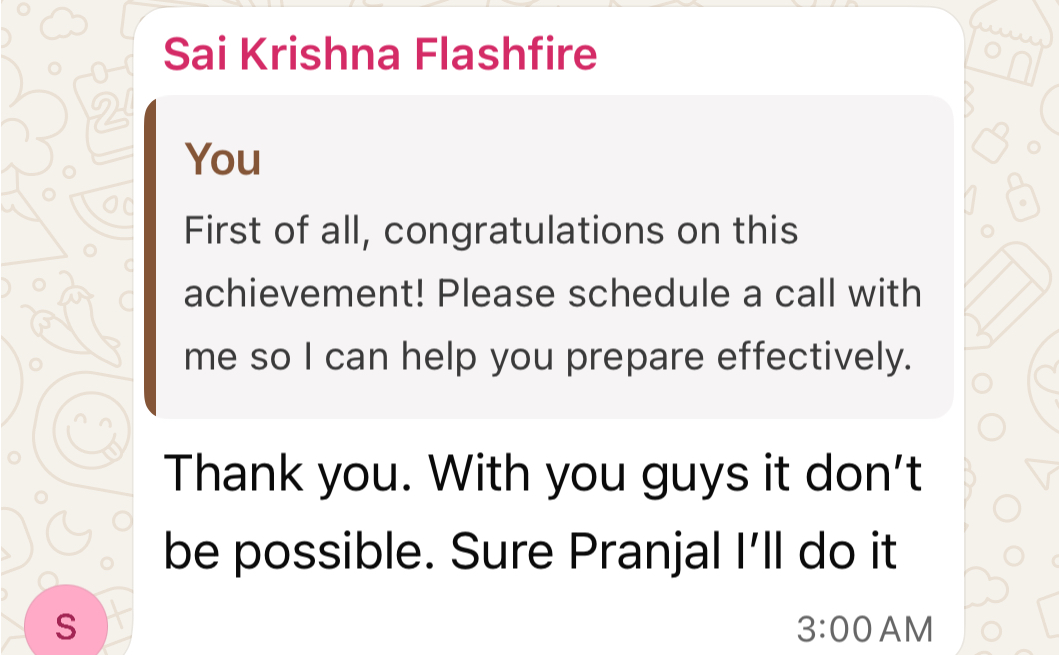 Sai Krishna Flashfire
You
First of all, congratulations on this
achievement! Please schedule a call with
me so I can help you prepare effectively.
Thank you. With you guys it don’t
be possible. Sure Pranjal I’ll do it
3:00 AM
S